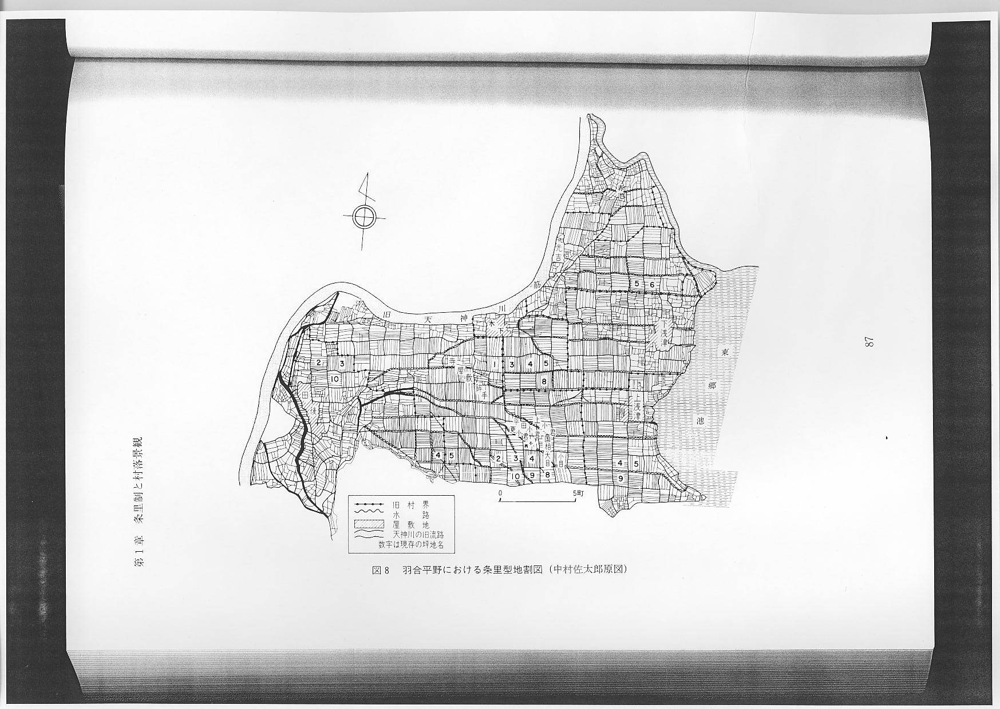 赤池
光吉
筋
5 6
旧 天 神 川
木下
浅津
東
郷
池
2 3
10
1 3 4 5
8
寺
屋敷
手
田後
上浅津
4 5
2 3 4
10 9 8
4 5
9
0 5町
旧村界
水路
屋敷地
天神川の旧流路
数字は現存の坪地名
図8 羽合平野における条里型地割図(中村佐太郎原図)
第1章 条里制と村落景観
87